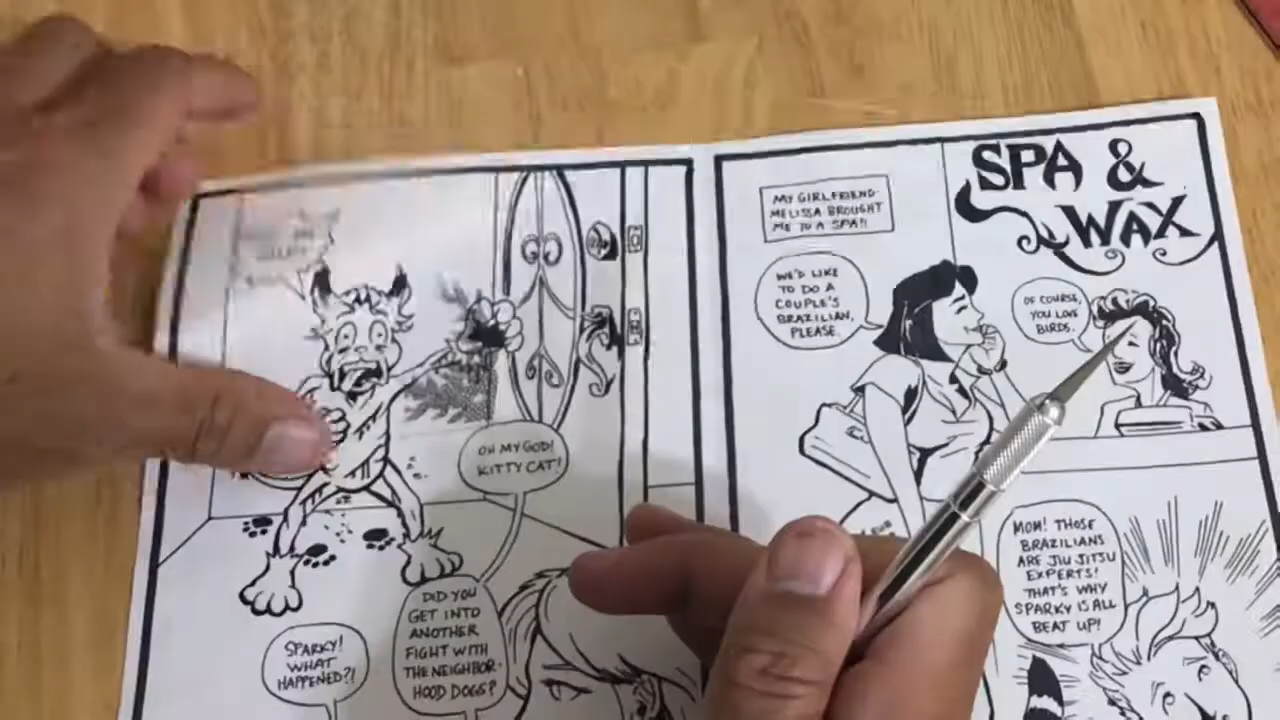 OH MY GOD!
KITTY CAT!
DID YOU
GET INTO
ANOTHER
FIGHT WITH
THE NEIGHBOR-
HOOD DOGS?
SPARKY!
WHAT
HAPPENED?!
SPA &
WAX
MY GIRLFRIEND
MELISSA BROUGHT
ME TO A SPA!!
WE'D LIKE
TO DO A
COUPLE'S
BRAZILIAN,
PLEASE.
OF COURSE,
YOU LOVE
BIRDS.
MOM! THOSE
BRAZILIANS
ARE JIU JITSU
EXPERTS!
THAT'S WHY
SPARKY IS ALL
BEAT UP!